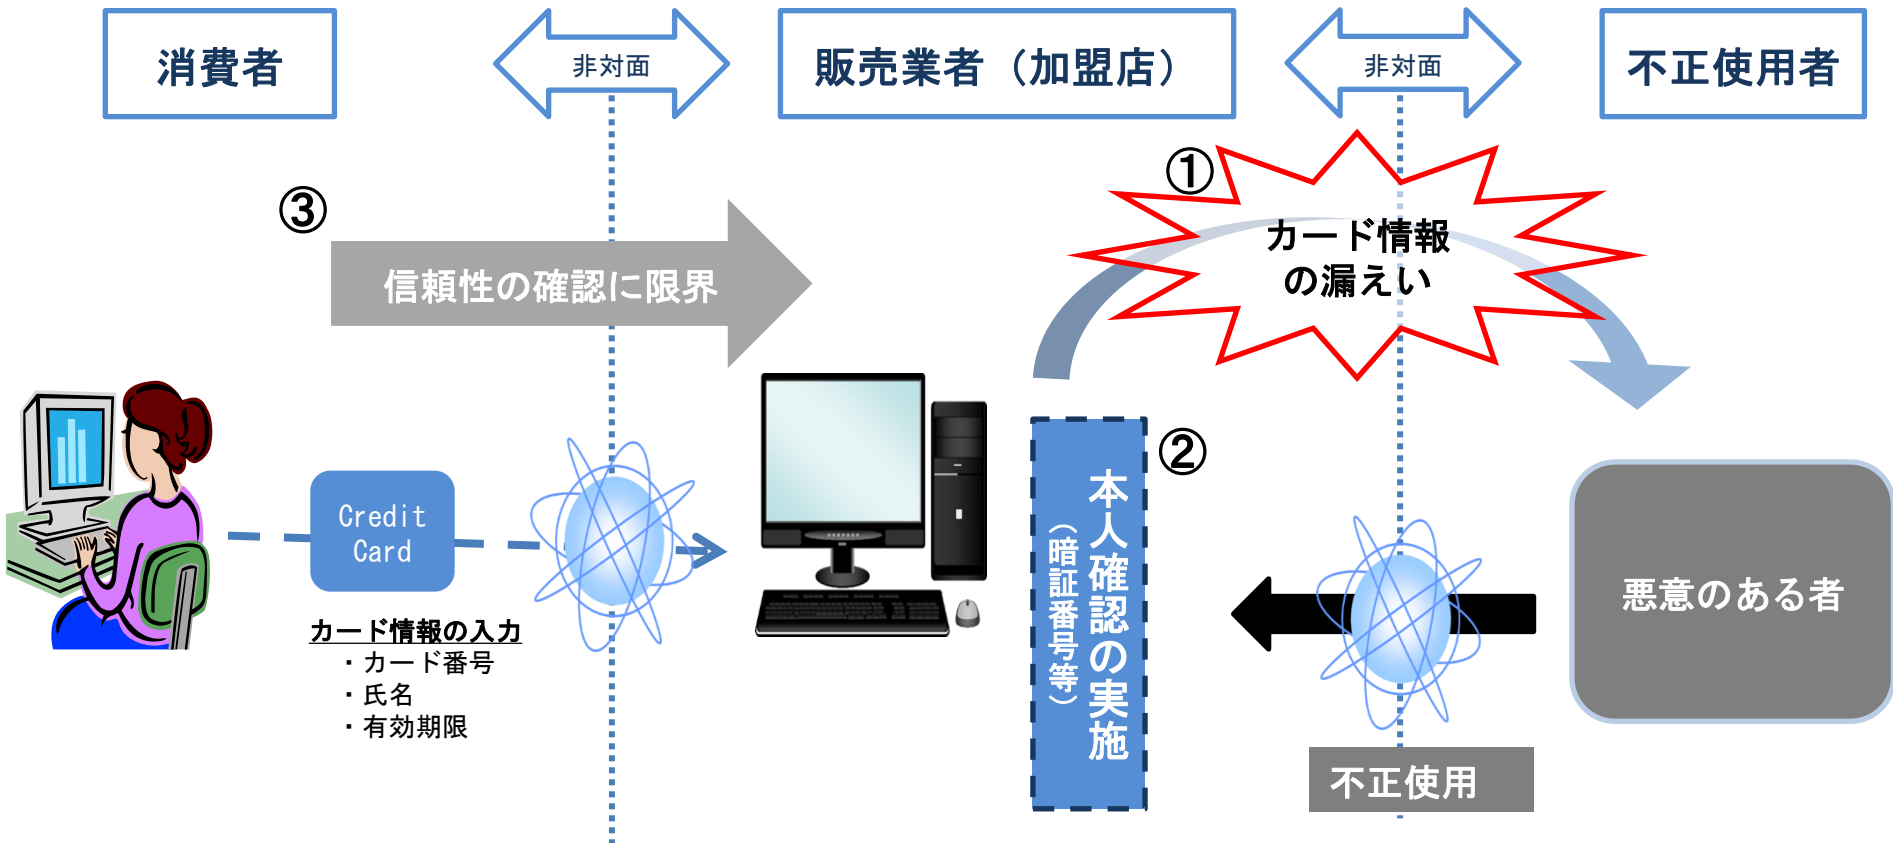 消費者
非対面
販売業者（加盟店）
非対面
不正使用者
①
カード情報
の漏えい
③
信頼性の確認に限界
②
本人確認の実施
（暗証番号等）
Credit
Card
カード情報の入力
・カード番号
・氏名
・有効期限
悪意のある者
不正使用